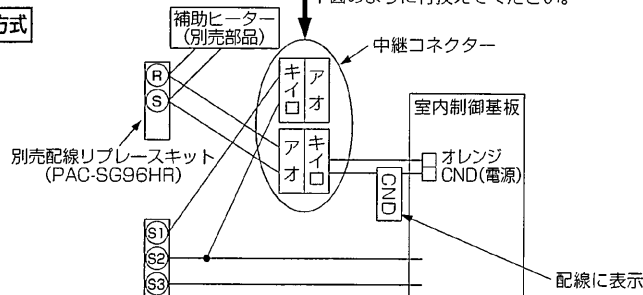 下図のように付換えてください。
方式
補助ヒーター
(別売部品)
中継コネクター
キイロ
アオ
R
S
アオ
キイロ
室内制御基板
別売配線リプレースキット
(PAC-SG96HR)
オレンジ
CND(電源)
CND
S1
S2
S3
配線に表示